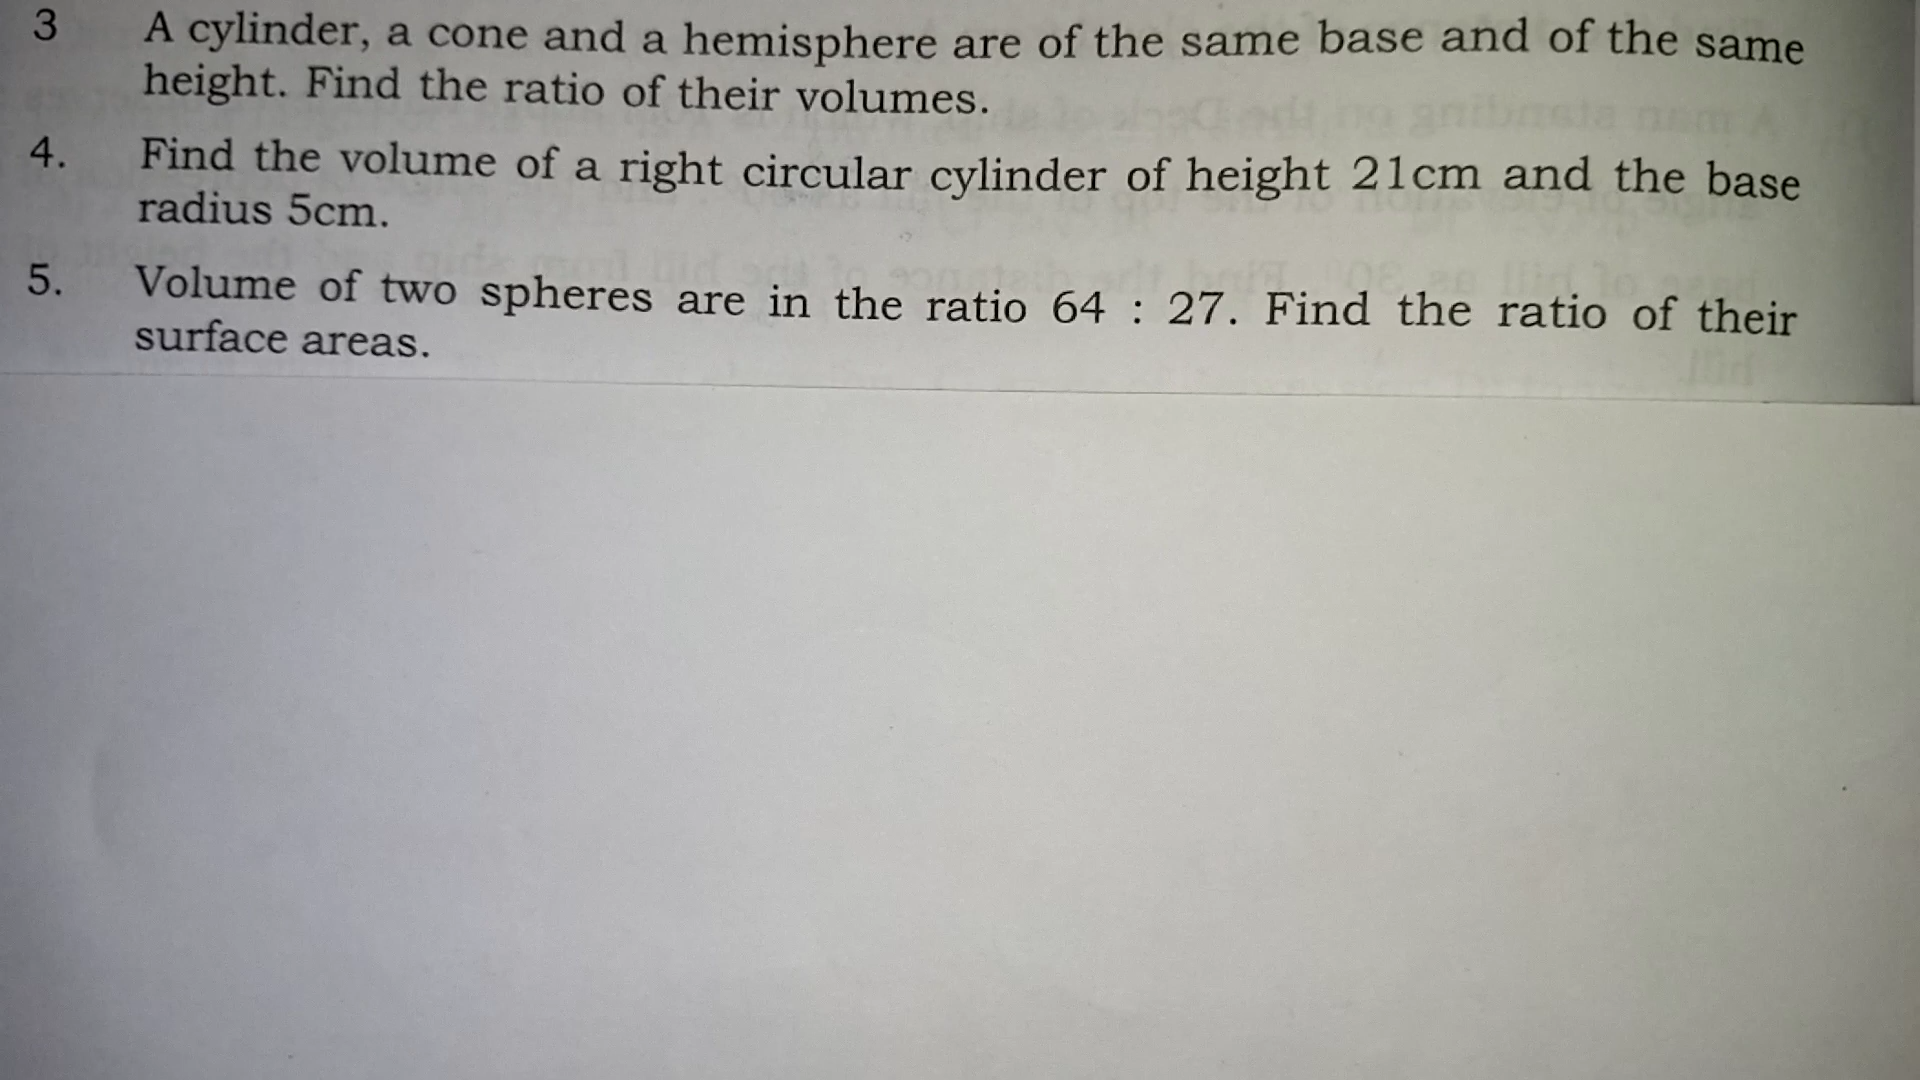 3 A cylinder, a cone and a hemisphere are of the same base and of the same
height. Find the ratio of their volumes.
4. Find the volume of a right circular cylinder of height 21cm and the base
radius 5cm.
5. Volume of two spheres are in the ratio 64 : 27. Find the ratio of their
surface areas.